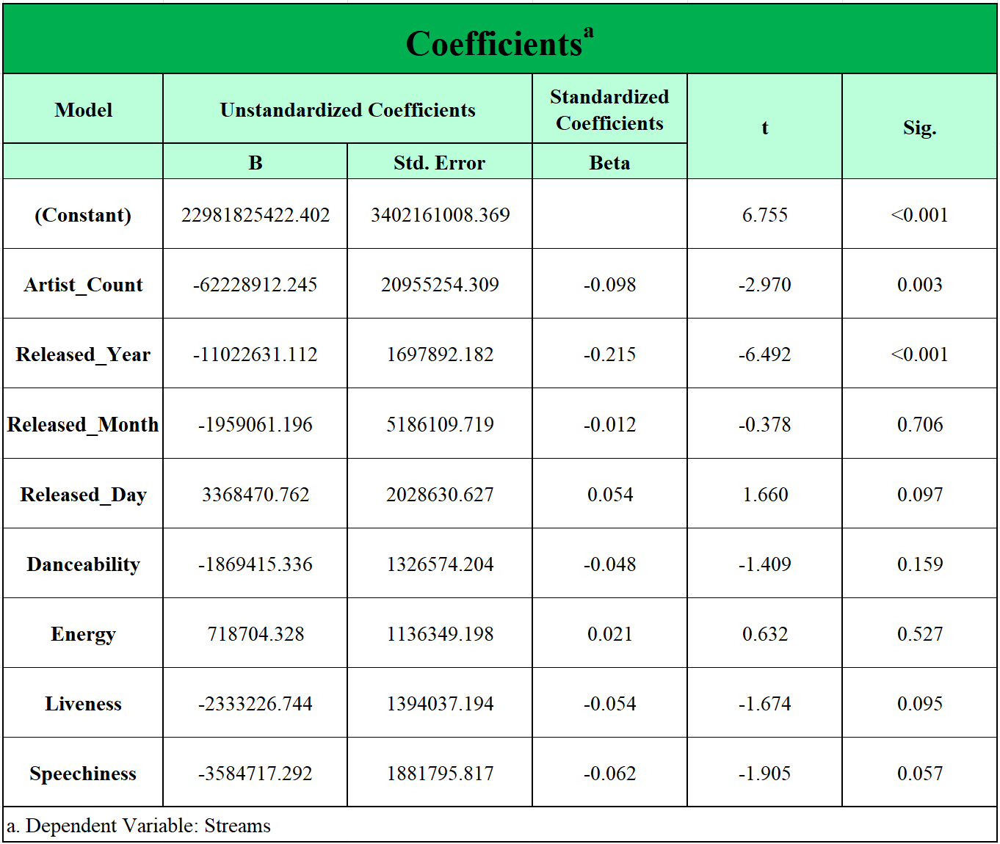 Coefficientsa
Model Unstandardized Coefficients Standardized Coefficients t Sig.
B Std. Error Beta
(Constant) 22981825422.402 3402161008.369 6.755 <0.001
Artist_Count -62228912.245 20955254.309 -0.098 -2.970 0.003
Released_Year -11022631.112 1697892.182 -0.215 -6.492 <0.001
Released_Month -1959061.196 5186109.719 -0.012 -0.378 0.706
Released_Day 3368470.762 2028630.627 0.054 1.660 0.097
Danceability -1869415.336 1326574.204 -0.048 -1.409 0.159
Energy 718704.328 1136349.198 0.021 0.632 0.527
Liveness -2333226.744 1394037.194 -0.054 -1.674 0.095
Speechiness -3584717.292 1881795.817 -0.062 -1.905 0.057
a. Dependent Variable: Streams